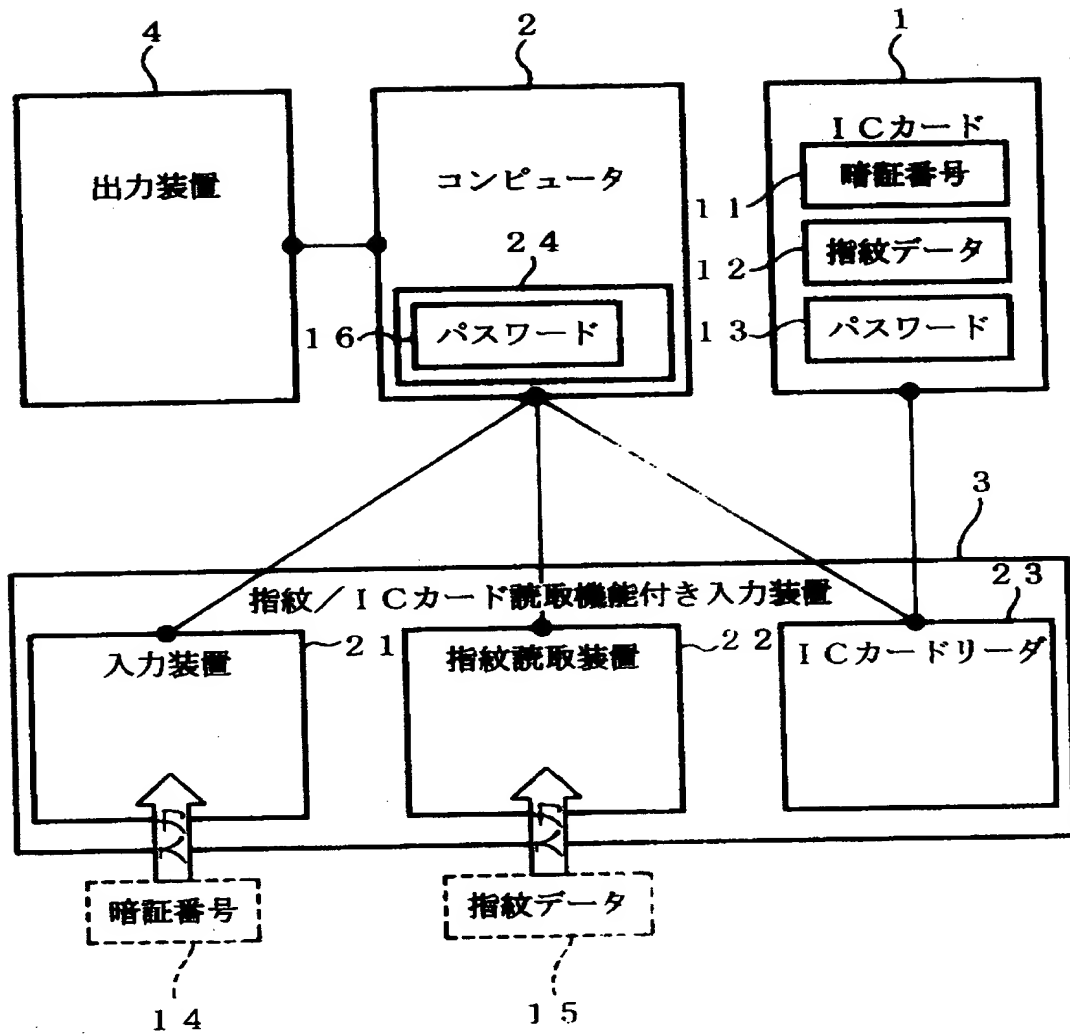 4
2
1
出力装置
コンピュータ
ICカード
11
暗証番号
12
指紋データ
13
パスワード
24
16
パスワード
3
指紋/ICカード読取機能付き入力装置
23
入力装置
21
指紋読取装置
22
ICカードリーダ
入力
入力
暗証番号
指紋データ
14
15